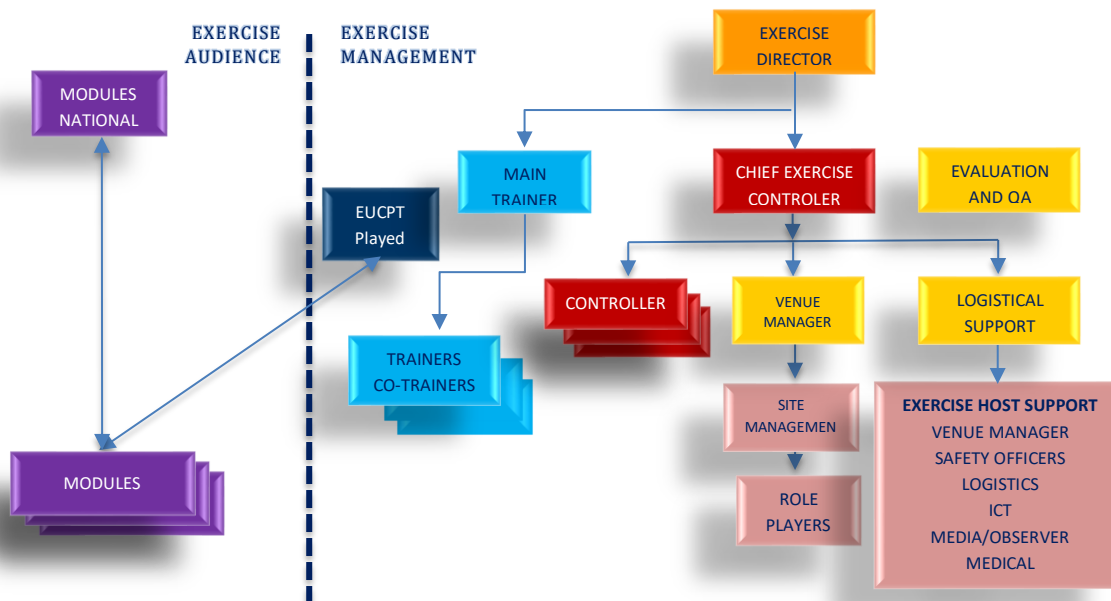 EXERCISE
AUDIENCE
EXERCISE
MANAGEMENT
EXERCISE
DIRECTOR
MODULES
NATIONAL
MAIN
TRAINER
CHIEF EXERCISE
CONTROLER
EVALUATION
AND QA
EUCPT
Played
CONTROLLER
VENUE
MANAGER
LOGISTICAL
SUPPORT
TRAINERS
CO-TRAINERS
SITE
MANAGEMEN
EXERCISE HOST SUPPORT
VENUE MANAGER
SAFETY OFFICERS
LOGISTICS
ICT
MEDIA/OBSERVER
MEDICAL
MODULES
ROLE
PLAYERS